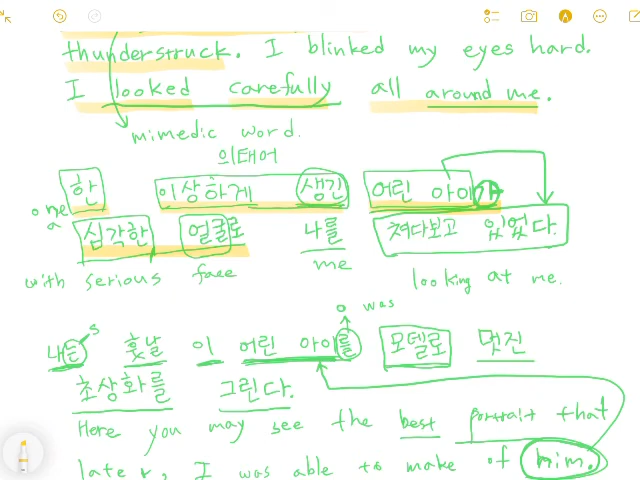 thunderstruck. I blinked my eyes hard.
I looked carefully all around me.
mimedic word.
의태어
한 이상하게 생긴 어린 아이가
one
a
심각한 얼굴로 나를 쳐다보고 있었다.
with serious face me looking at me.
o was
s
나는 훗날 이 어린 아이를 모델로 멋진
초상화를 그린다.
Here you may see the best portrait that
later, I was able to make of him.